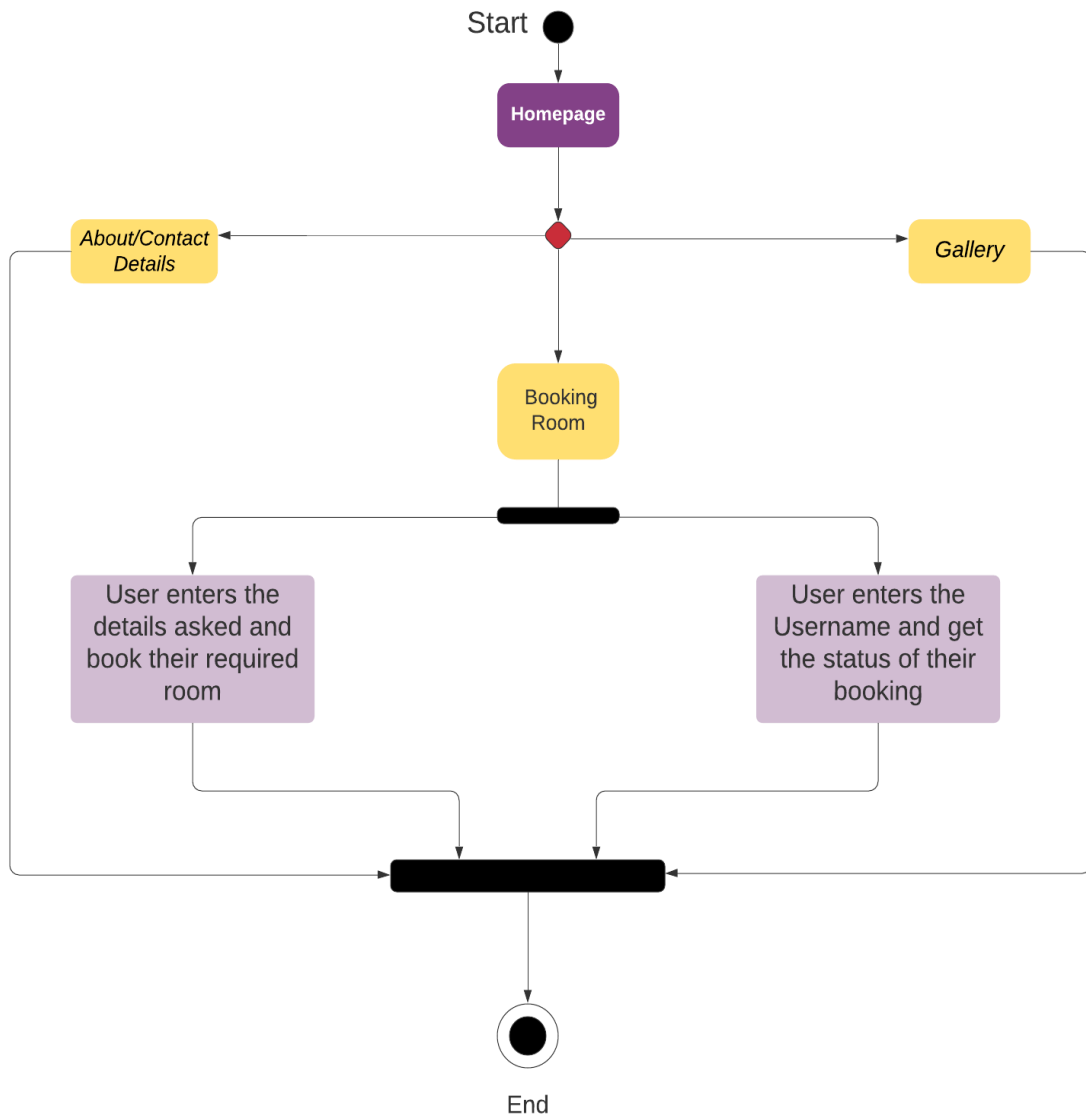 Start
Homepage
About/Contact
Details
Gallery
Booking
Room
User enters the
details asked and
book their required
room
User enters the
Username and get
the status of their
booking
End